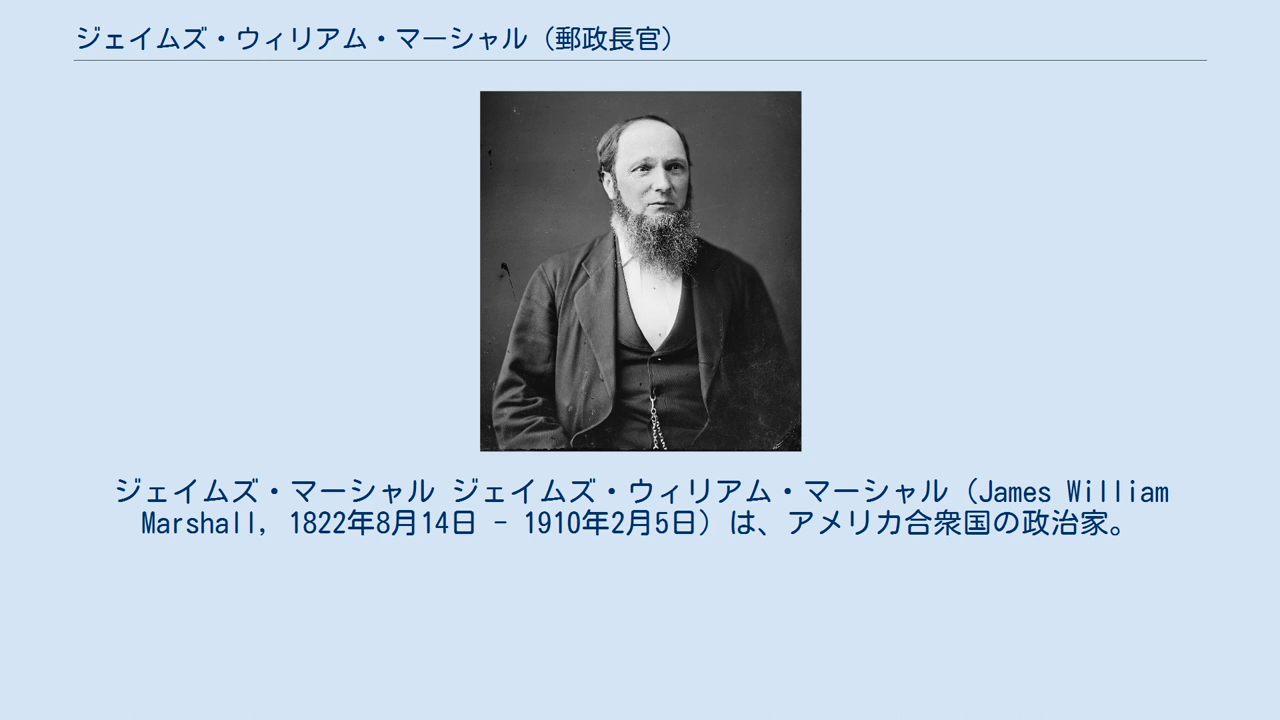 ジェイムズ・ウィリアム・マーシャル（郵政長官）
ジェイムズ・マーシャル ジェイムズ・ウィリアム・マーシャル（James William
Marshall, 1822年8月14日 - 1910年2月5日）は、アメリカ合衆国の政治家。